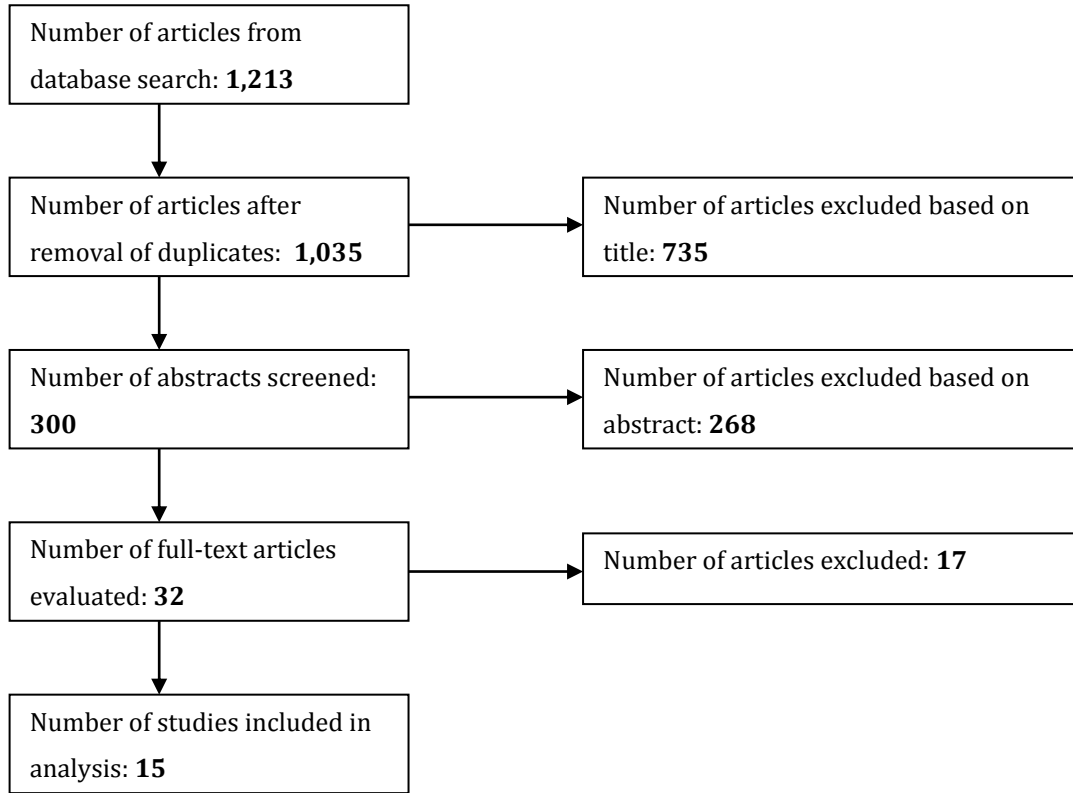 Number of articles from
database search: 1,213
Number of articles after
removal of duplicates:  1,035
Number of articles excluded based on
title: 735
Number of abstracts screened:
300
Number of articles excluded based on
abstract: 268
Number of full-text articles
evaluated: 32
Number of articles excluded: 17
Number of studies included in
analysis: 15